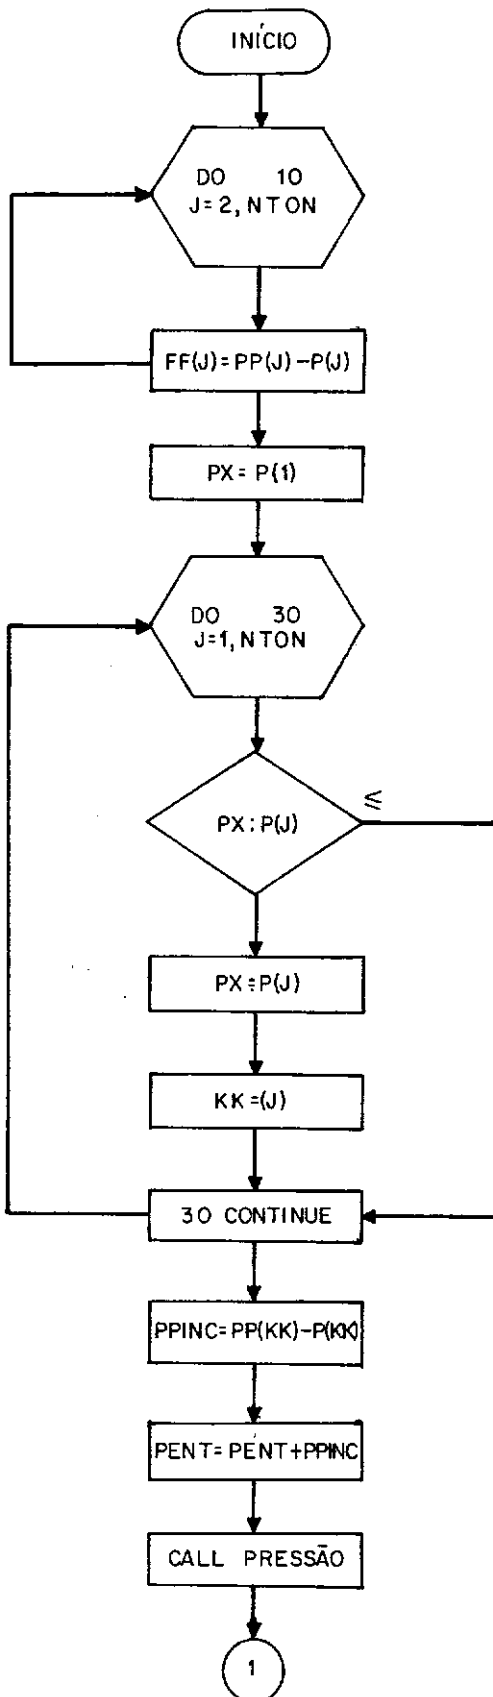 INÍCIO
DO 10
J=2, NTON
FF(J)=PP(J)-P(J)
PX= P(1)
DO 30
J=1, NTON
PX:P(J)
≤
PX=P(J)
KK=(J)
30 CONTINUE
PPINC=PP(KK)-P(KK)
PENT=PENT+PPINC
CALL PRESSÃO
1